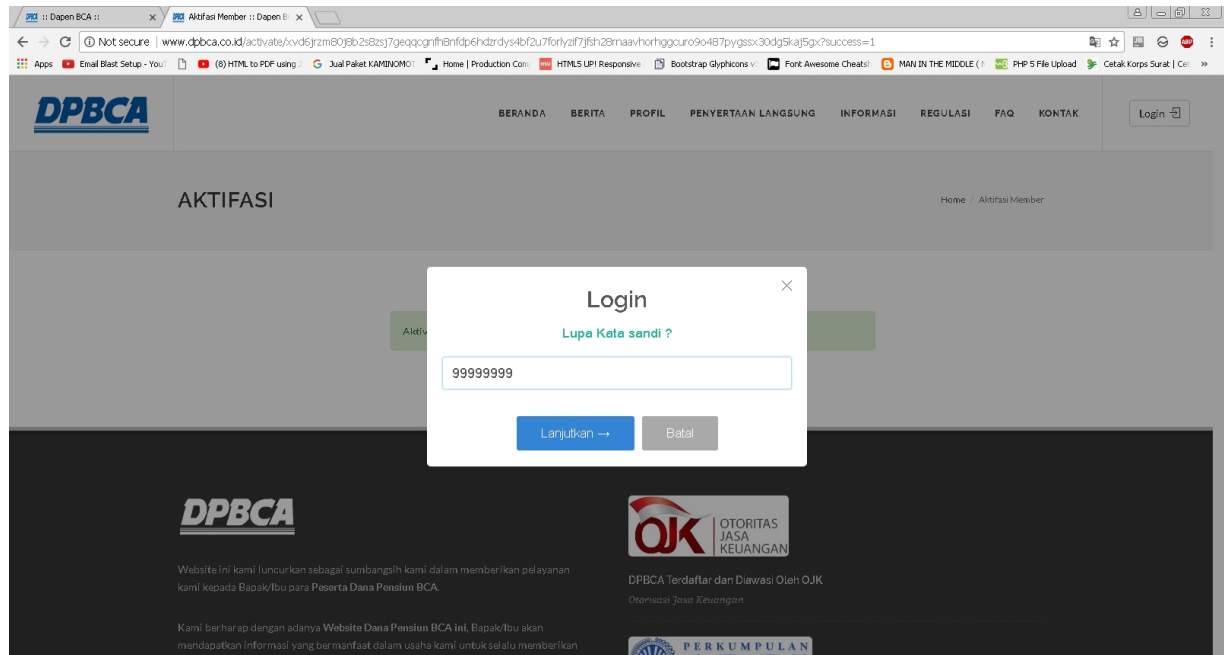 :: Dapen BCA ::
Aktifasi Member :: Dapen B
Not secure | www.dpbca.co.id/activate/
?success=1
Apps Email Blast Setup - You (8) HTML to PDF using Jual Paket KAMINOMOT Home | Production Com HTML5 UP! Responsive Bootstrap Glyphicons v Font Awesome Cheatsh MAN IN THE MIDDLE ( PHP 5 File Upload Cetak Korps Surat | Cet »
DPBCA
BERANDA BERITA PROFIL PENYERTAAN LANGSUNG INFORMASI REGULASI FAQ KONTAK
Login
AKTIFASI
Home / Aktifasi Member
Aktiv
Login
Lupa Kata sandi ?
99999999
Lanjutkan →
Batal
DPBCA
Website ini kami luncurkan sebagai sumbangsih kami dalam memberikan pelayanan
kami kepada Bapak/Ibu para Peserta Dana Pensiun BCA.
Kami berharap dengan adanya Website Dana Pensiun BCA ini, Bapak/Ibu akan
mendapatkan informasi yang bermanfaat dalam usaha kami untuk selalu memberikan
OJK
OTORITAS
JASA
KEUANGAN
DPBCA Terdaftar dan Diawasi Oleh OJK
Otorisasi Jasa Keuangan
PERKUMPULAN